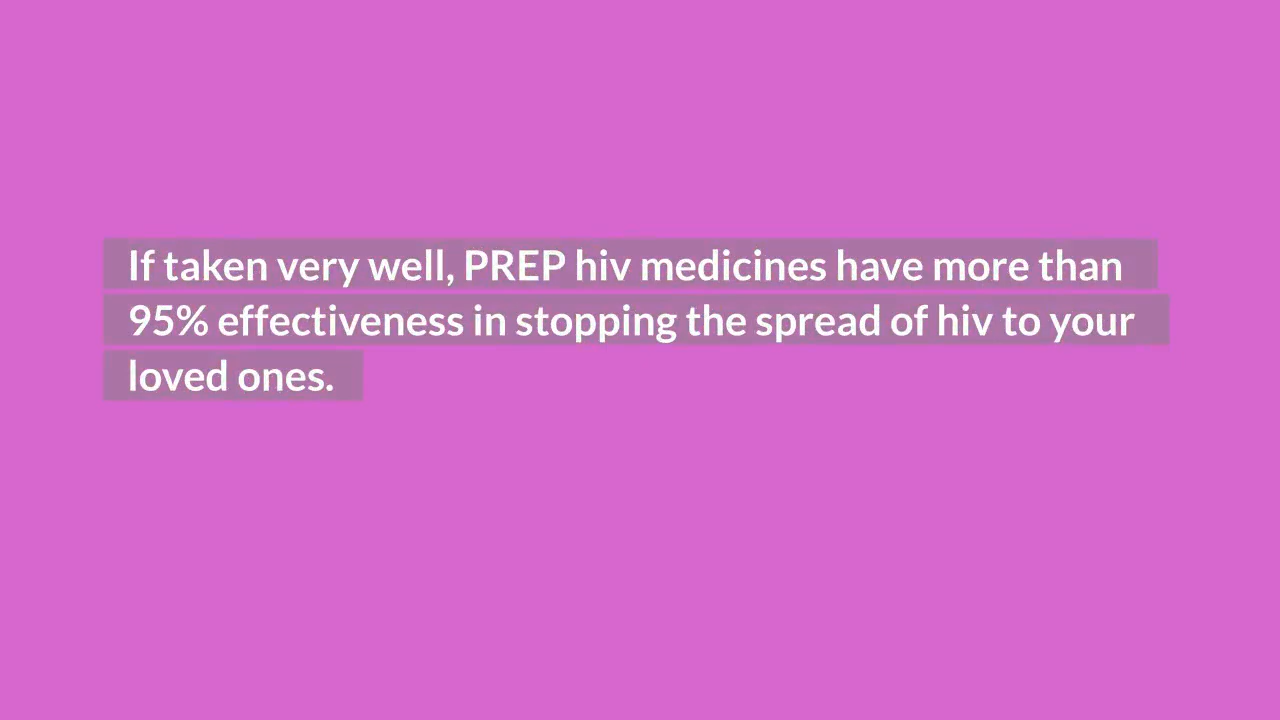 If taken very well, PREP hiv medicines have more than
95% effectiveness in stopping the spread of hiv to your
loved ones.